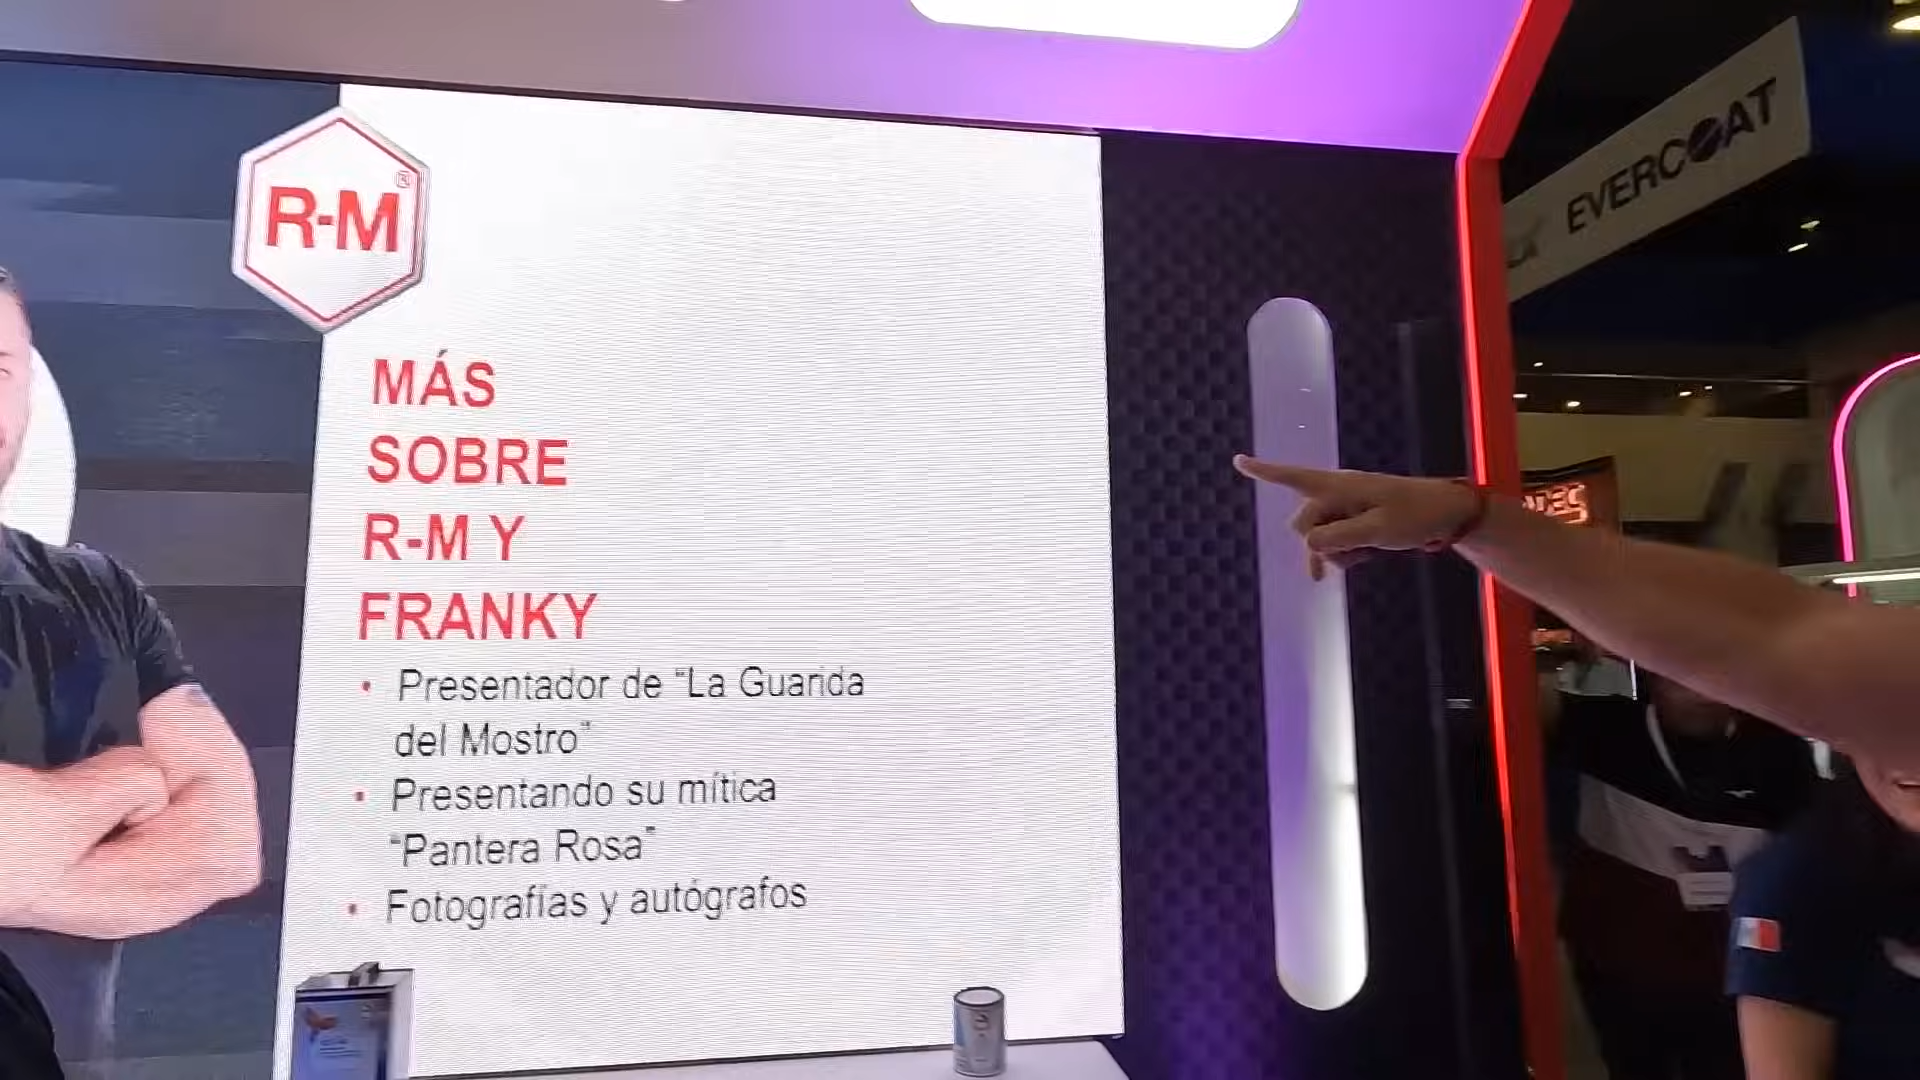 R-M
EVERCOAT
MÁS
SOBRE
R-M Y
FRANKY
• Presentador de “La Guarida
del Mostro”
• Presentando su mítica
“Pantera Rosa”
• Fotografías y autógrafos